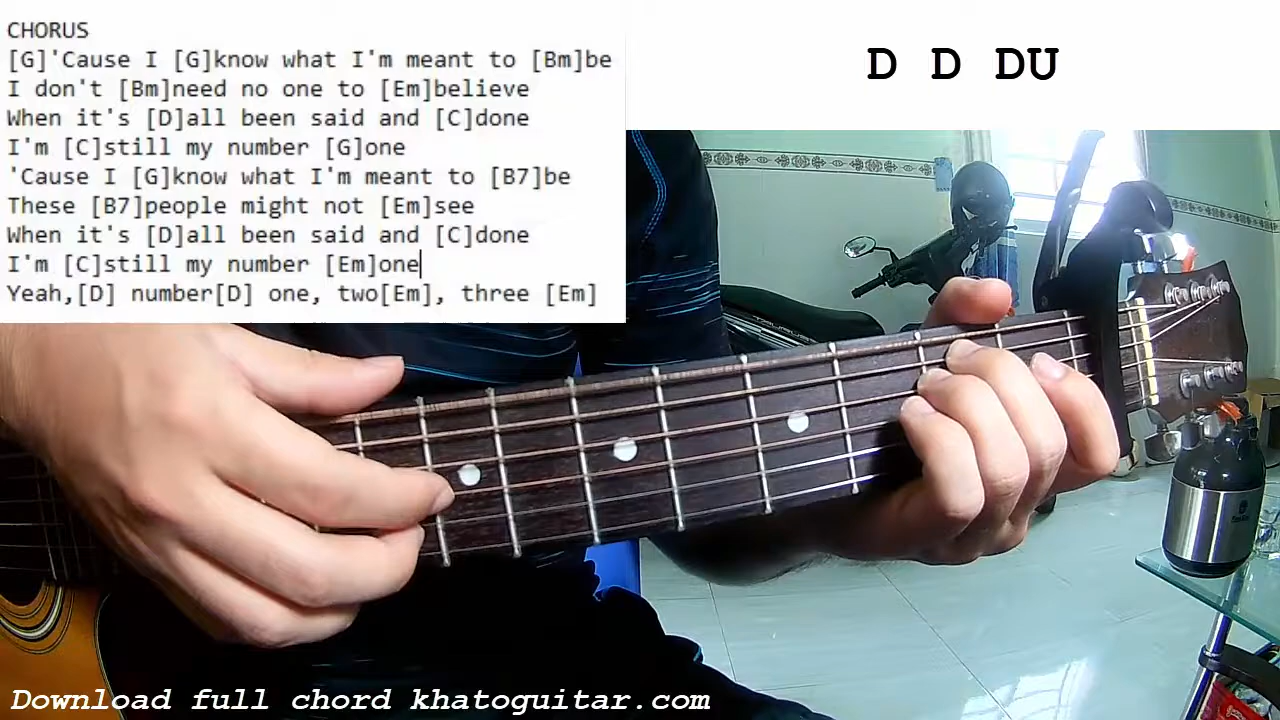 CHORUS
[G]'Cause I [G]know what I'm meant to [Bm]be
I don't [Bm]need no one to [Em]believe
When it's [D]all been said and [C]done
I'm [C]still my number [G]one
'Cause I [G]know what I'm meant to [B7]be
These [B7]people might not [Em]see
When it's [D]all been said and [C]done
I'm [C]still my number [Em]one
Yeah,[D] number[D] one, two[Em], three [Em]
D D DU
Download full chord khatoguitar.com